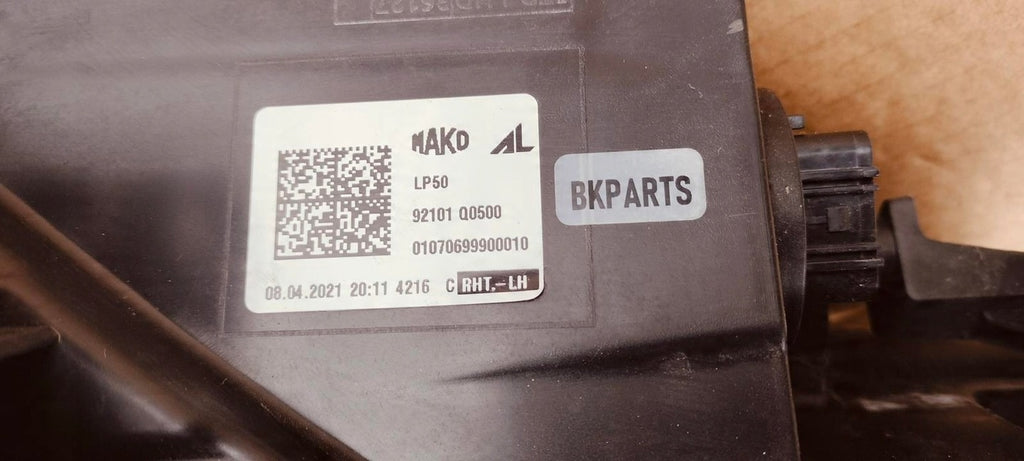 MAKO AL
LP50
92101 Q0500
01070699900010
08.04.2021 20:11 4216 C RHT.-LH
BKPARTS